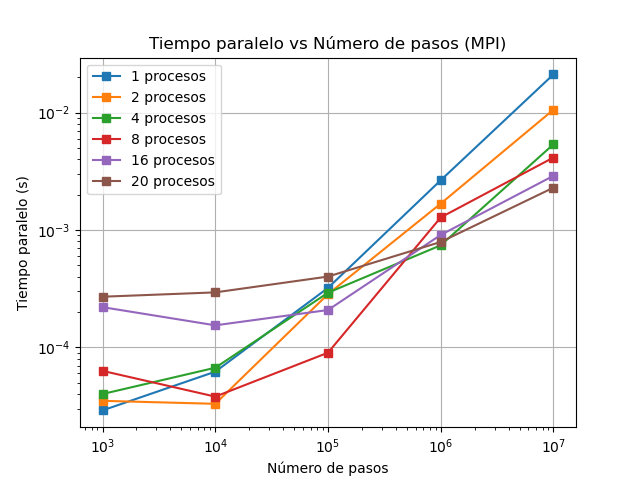 Tiempo paralelo vs Número de pasos (MPI)
1 procesos
2 procesos
4 procesos
8 procesos
16 procesos
20 procesos
Tiempo paralelo (s)
10⁻²
10⁻³
10⁻⁴
10³ 10⁴ 10⁵ 10⁶ 10⁷
Número de pasos